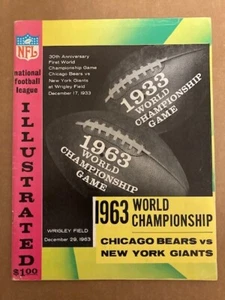 NFL
national
football
league
ILLUSTRATED
$1.00
30th Anniversary
First World
Championship Game
Chicago Bears vs
New York Giants
at Wrigley Field
December 17, 1933
1933
WORLD
CHAMPIONSHIP
GAME
1963
WORLD
CHAMPIONSHIP
GAME
WRIGLEY FIELD
December 29, 1963
1963 WORLD
CHAMPIONSHIP
CHICAGO BEARS vs
NEW YORK GIANTS